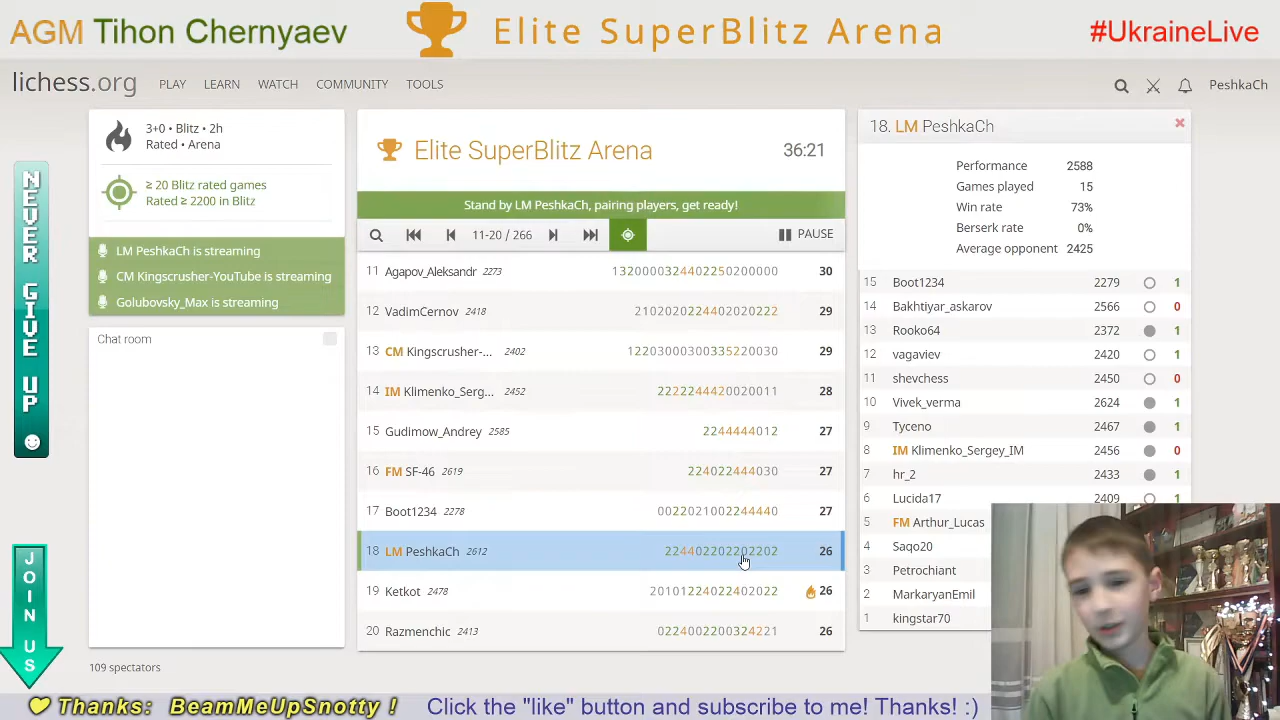 AGM Tihon Chernyaev
Elite SuperBlitz Arena
#UkraineLive
lichess.org
PLAY LEARN WATCH COMMUNITY TOOLS
PeshkaCh
NEVER GIVE UP
JOIN US
3+0 • Blitz • 2h
Rated • Arena
≥ 20 Blitz rated games
Rated ≥ 2200 in Blitz
LM PeshkaCh is streaming
CM Kingscrusher-YouTube is streaming
Golubovsky_Max is streaming
Chat room
109 spectators
Elite SuperBlitz Arena 36:21
Stand by LM PeshkaCh, pairing players, get ready!
11-20 / 266 PAUSE
11 Agapov_Aleksandr 2273 1320000324402250200000 30
12 VadimCernov 2418 21020202244020202222 29
13 CM Kingscrusher-... 2402 12203000300335220030 29
14 IM Klimenko_Serg... 2452 22222444200200011 28
15 Gudimow_Andrey 2585 2244444012 27
16 FM SF-46 2619 224022444030 27
17 Boot1234 2278 0022021002244440 27
18 LM PeshkaCh 2612 224402202202202 26
19 Ketkot 2478 20101224022402022 26
20 Razmenchic 2413 0224002200324221 26
18. LM PeshkaCh
Performance 2588
Games played 15
Win rate 73%
Berserk rate 0%
Average opponent 2425
15 Boot1234 2279 1
14 Bakhtiyar_askarov 2566 0
13 Rooko64 2372 1
12 vagaviev 2420 1
11 shevchess 2450 0
10 Vivek_verma 2624 1
9 Tyceno 2467 1
8 IM Klimenko_Sergey_IM 2456 0
7 hr_2 2433 1
6 Lucida17 2409 1
5 FM Arthur_Lucas
4 Saqo20
3 Petrochiant
2 MarkaryanEmil
1 kingstar70
Thanks: BeamMeUpSnotty ! Click the "like" button and subscribe to me! Thanks! :)